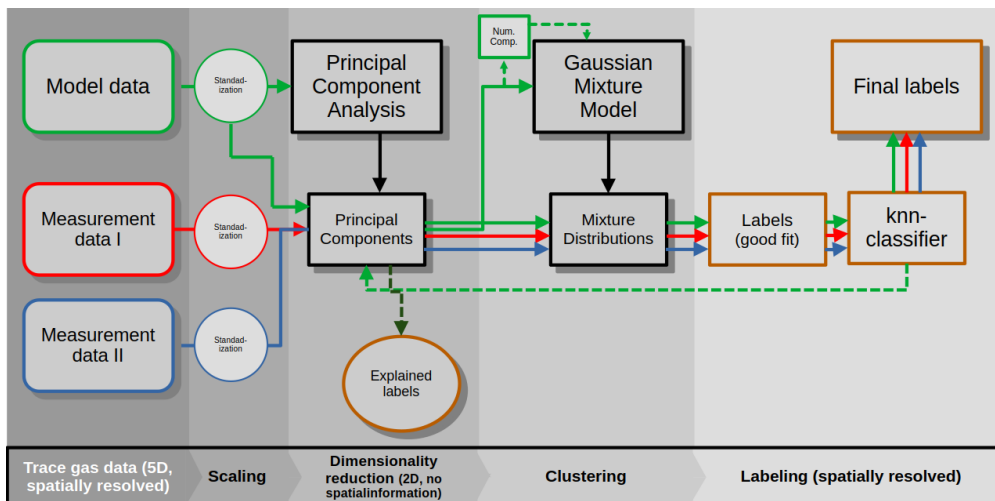 Model data
Standad-
ization
Principal
Component
Analysis
Num.
Comp.
Gaussian
Mixture
Model
Final labels
Measurement
data I
Standad-
ization
Principal
Components
Mixture
Distributions
Labels
(good fit)
knn-
classifier
Measurement
data II
Standad-
ization
Explained
labels
Trace gas data (5D,
spatially resolved)
Scaling
Dimensionality
reduction (2D, no
spatialinformation)
Clustering
Labeling (spatially resolved)